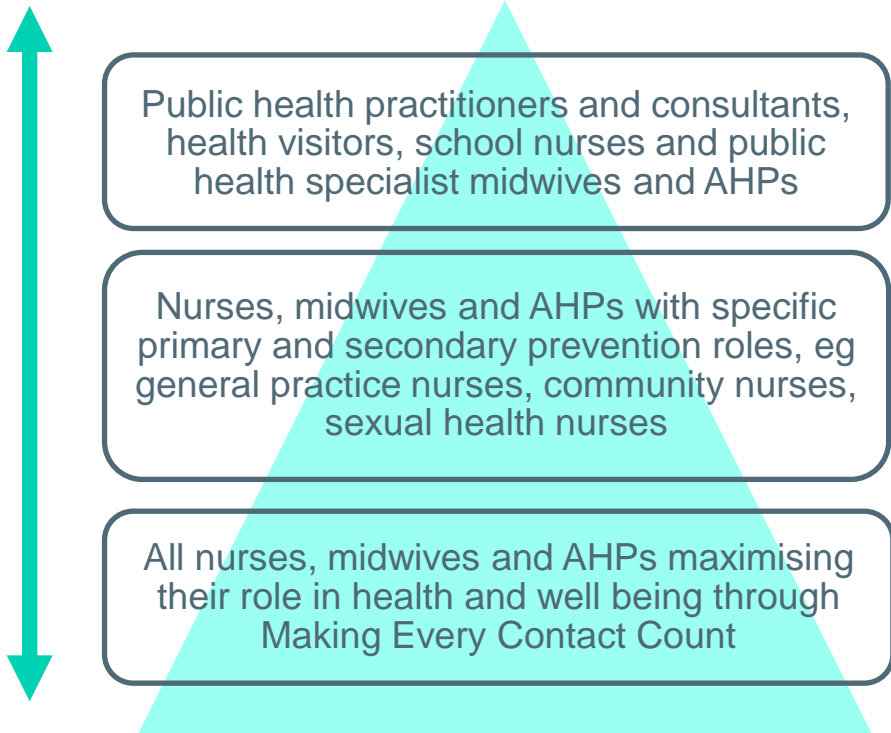 Public health practitioners and consultants,
health visitors, school nurses and public
health specialist midwives and AHPs
Nurses, midwives and AHPs with specific
primary and secondary prevention roles, eg
general practice nurses, community nurses,
sexual health nurses
All nurses, midwives and AHPs maximising
their role in health and well being through
Making Every Contact Count